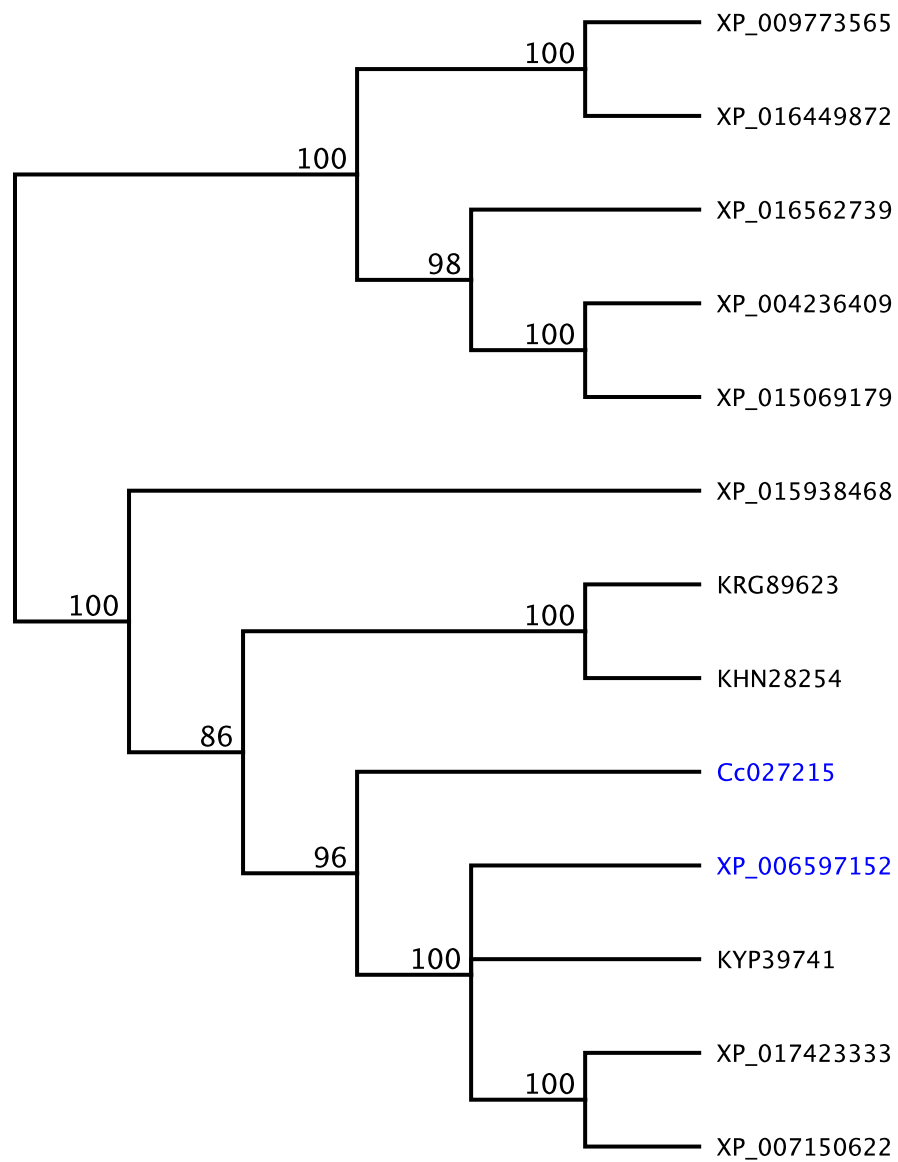 XP_009773565
100
XP_016449872
100
XP_016562739
98
XP_004236409
100
XP_015069179
XP_015938468
KRG89623
100
100
KHN28254
86
Cc027215
96
XP_006597152
100
KYP39741
XP_017423333
100
XP_007150622